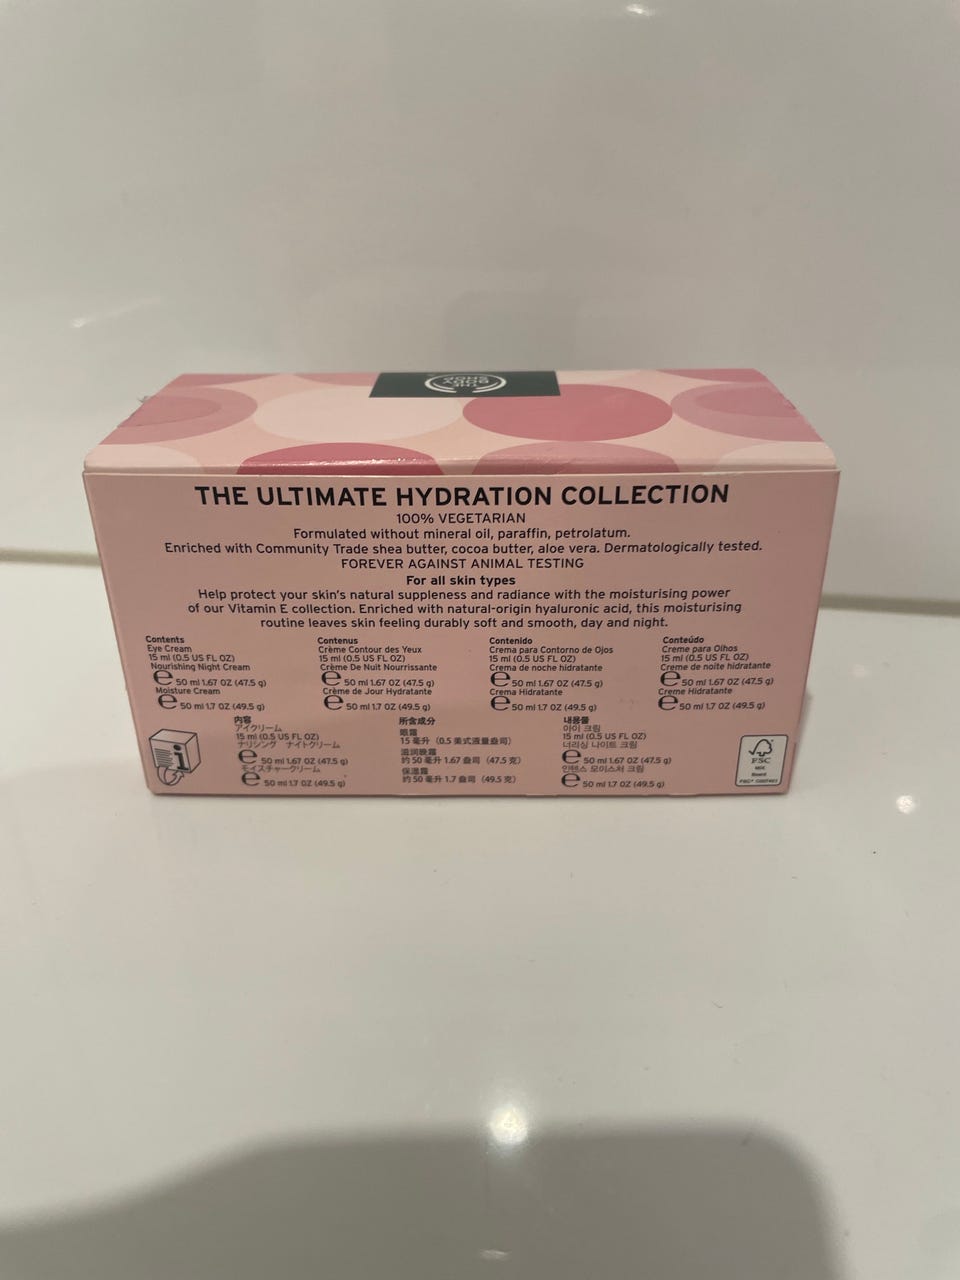 THE
BODY
SHOP
THE ULTIMATE HYDRATION COLLECTION
100% VEGETARIAN
Formulated without mineral oil, paraffin, petrolatum.
Enriched with Community Trade shea butter, cocoa butter, aloe vera. Dermatologically tested.
FOREVER AGAINST ANIMAL TESTING
For all skin types
Help protect your skin's natural suppleness and radiance with the moisturising power
of our Vitamin E collection. Enriched with natural-origin hyaluronic acid, this moisturising
routine leaves skin feeling durably soft and smooth, day and night.
Contents
Eye Cream
15 ml (0.5 US FL OZ)
Nourishing Night Cream
e 50 ml 1.67 OZ (47.5 g)
Moisture Cream
e 50 ml 1.7 OZ (49.5 g)
Contenus
Crème Contour des Yeux
15 ml (0.5 US FL OZ)
Crème De Nuit Nourrissante
e 50 ml 1.67 OZ (47.5 g)
Crème de Jour Hydratante
e 50 ml 1.7 OZ (49.5 g)
Contenido
Crema para Contorno de Ojos
15 ml (0.5 US FL OZ)
Crema de noche hidratante
e 50 ml 1.67 OZ (47.5 g)
Crema Hidratante
e 50 ml 1.7 OZ (49.5 g)
Conteúdo
Creme para Olhos
15 ml (0.5 US FL OZ)
Creme de noite hidratante
e 50 ml 1.67 OZ (47.5 g)
Creme Hidratante
e 50 ml 1.7 OZ (49.5 g)
内容
アイクリーム
15 ml (0.5 US FL OZ)
ナリシング ナイトクリーム
e 50 ml 1.67 OZ (47.5 g)
モイスチャークリーム
e 50 ml 1.7 OZ (49.5 g)
所含成分
眼霜
15 毫升（0.5 美式液量盎司）
滋润晚霜
约 50 毫升 1.67 盎司（47.5 克）
保湿霜
约 50 毫升 1.7 盎司（49.5 克）
내용물
아이 크림
15 ml (0.5 US FL OZ)
너리싱 나이트 크림
e 50 ml 1.67 OZ (47.5 g)
인텐스 모이스처 크림
e 50 ml 1.7 OZ (49.5 g)
i
FSC
MIX
Board